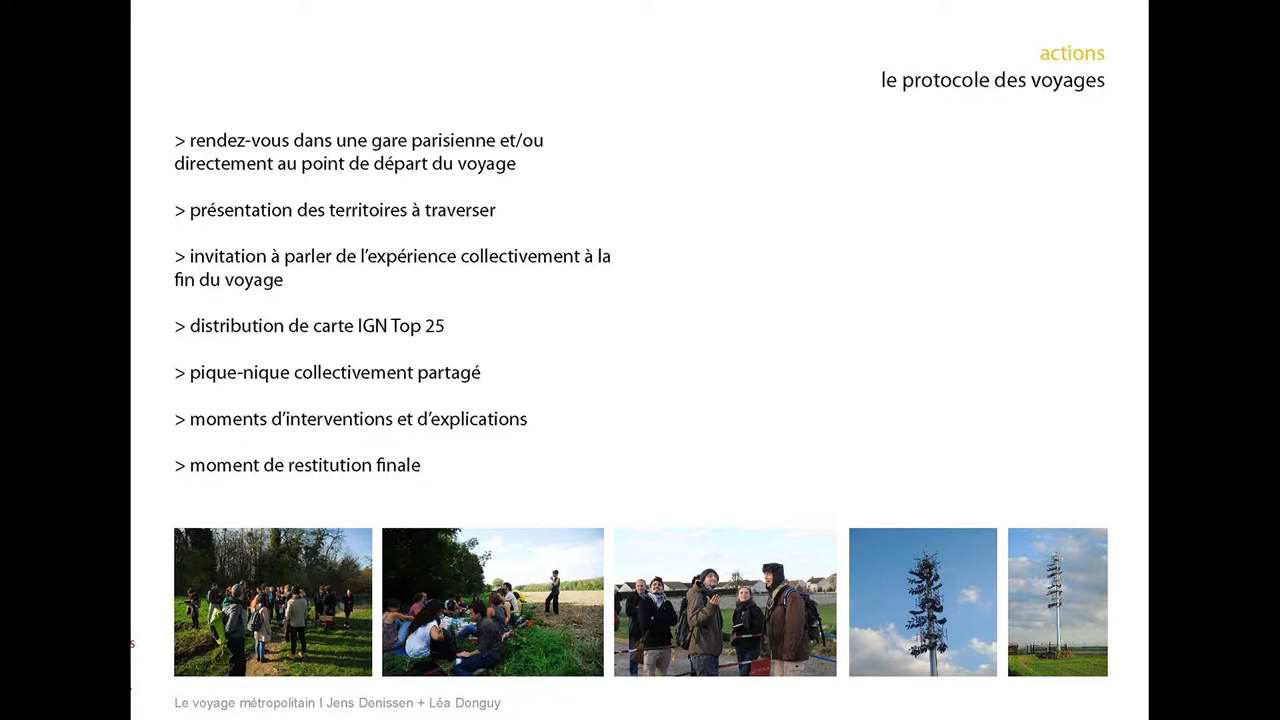 actions
le protocole des voyages
> rendez-vous dans une gare parisienne et/ou
directement au point de départ du voyage
> présentation des territoires à traverser
> invitation à parler de l’expérience collectivement à la
fin du voyage
> distribution de carte IGN Top 25
> pique-nique collectivement partagé
> moments d’interventions et d’explications
> moment de restitution finale
Le voyage métropolitain I Jens Denissen + Léa Donguy